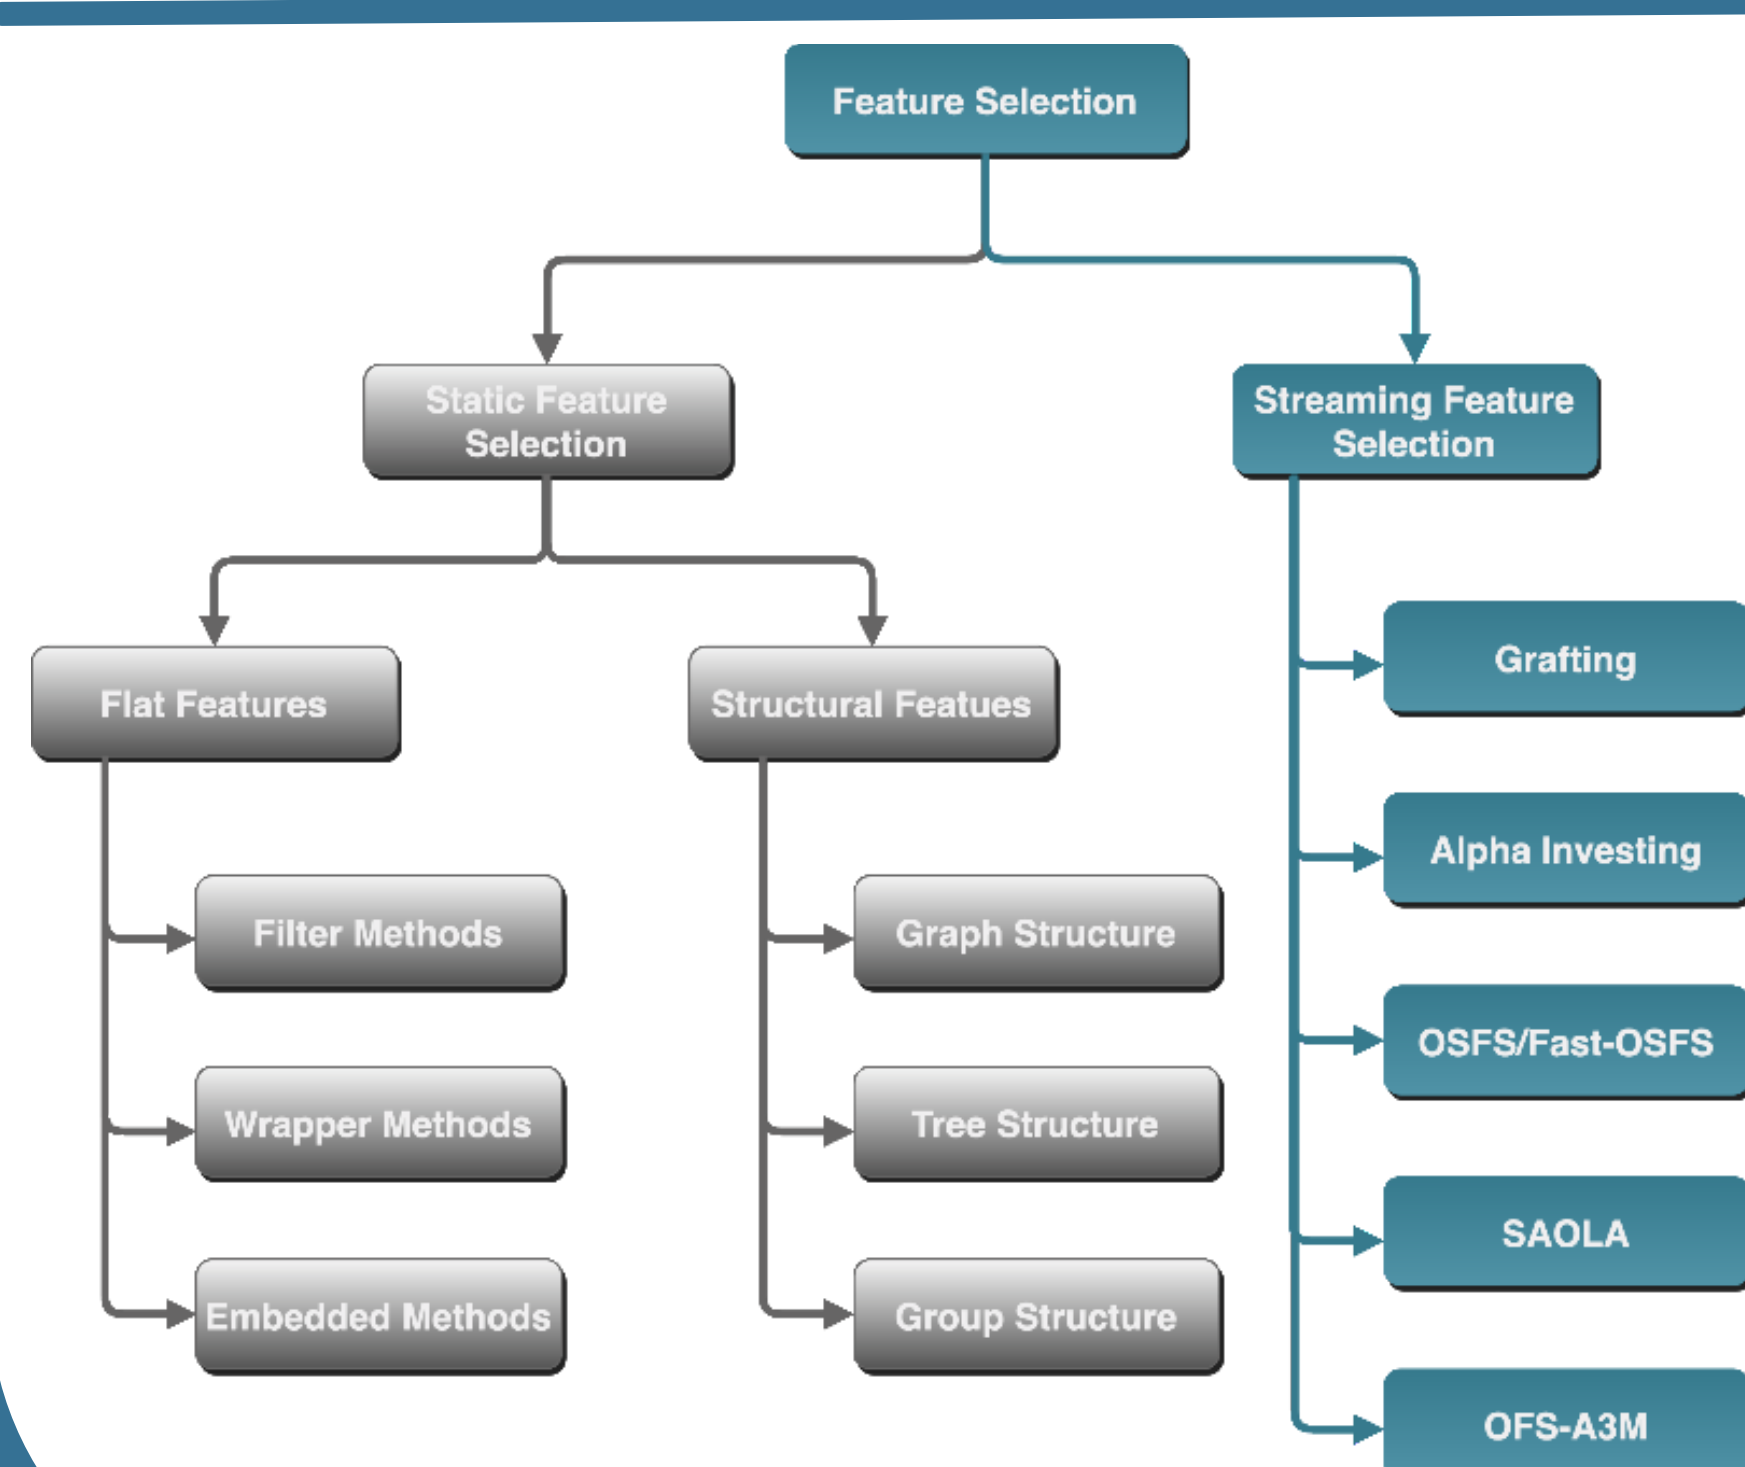 Feature Selection
Static Feature
Selection
Streaming Feature
Selection
Flat Features
Structural Featues
Grafting
Alpha Investing
Filter Methods
Graph Structure
OSFS/Fast-OSFS
Wrapper Methods
Tree Structure
SAOLA
Embedded Methods
Group Structure
OFS-A3M